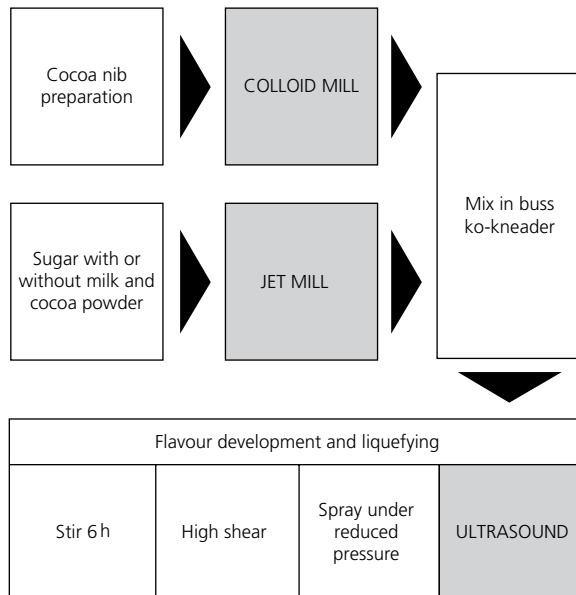 Cocoa nib
preparation
COLLOID MILL
Mix in buss
ko-kneader
Sugar with or
without milk and
cocoa powder
JET MILL
Flavour development and liquefying
Stir 6h
High shear
Spray under
reduced
pressure
ULTRASOUND